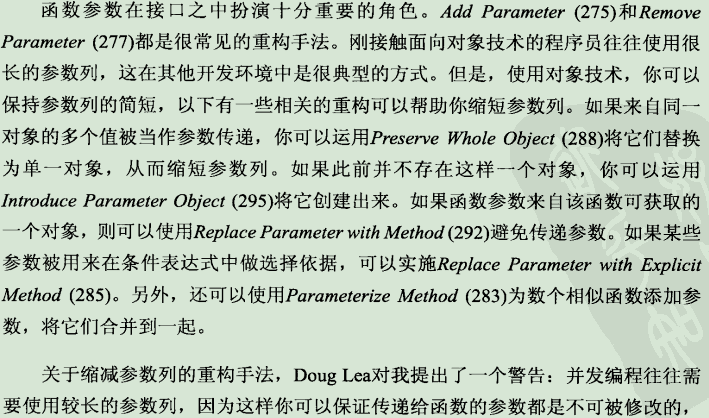 函数参数在接口之中扮演十分重要的角色。Add Parameter (275)和Remove
Parameter (277)都是很常见的重构手法。刚接触面向对象技术的程序员往往使用很
长的参数列，这在其他开发环境中是很典型的方式。但是，使用对象技术，你可以
保持参数列的简短，以下有一些相关的重构可以帮助你缩短参数列。如果来自同一
对象的多个值被当作参数传递，你可以运用Preserve Whole Object (288)将它们替换
为单一对象，从而缩短参数列。如果此前并不存在这样一个对象，你可以运用
Introduce Parameter Object (295)将它创建出来。如果函数参数来自该函数可获取的
一个对象，则可以使用Replace Parameter with Method (292)避免传递参数。如果某些
参数被用来在条件表达式中做选择依据，可以实施Replace Parameter with Explicit
Method (285)。另外，还可以使用Parameterize Method (283)为数个相似函数添加参
数，将它们合并到一起。
关于缩减参数列的重构手法，Doug Lea对我提出了一个警告：并发编程往往需
要使用较长的参数列，因为这样你可以保证传递给函数的参数都是不可被修改的，